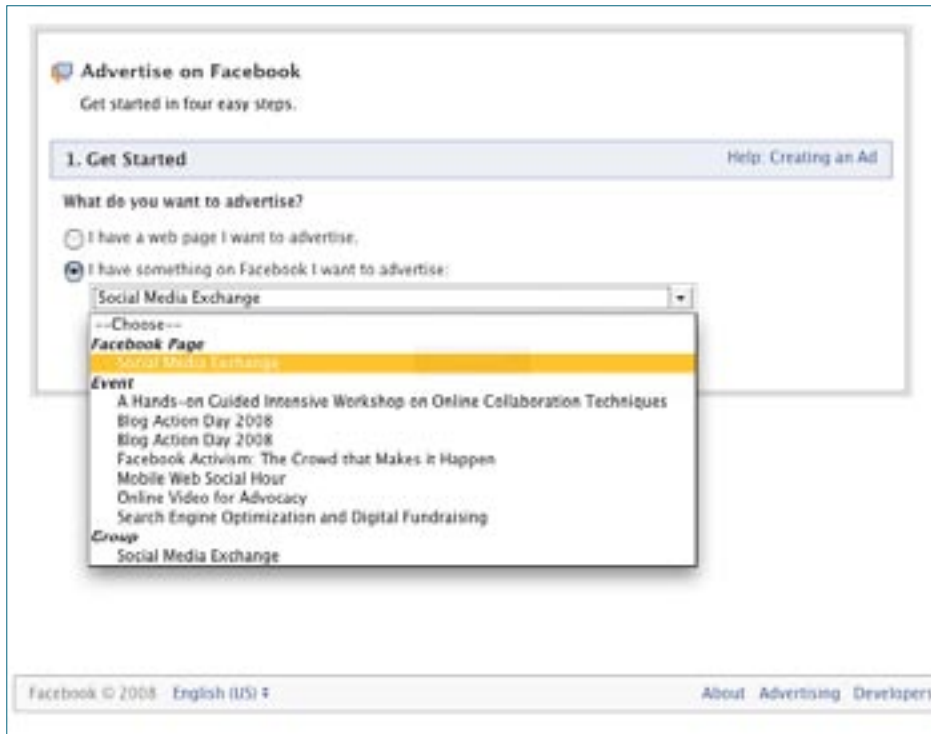 Advertise on Facebook
Get started in four easy steps.
1. Get Started
Help: Creating an Ad
What do you want to advertise?
I have a web page I want to advertise.
I have something on Facebook I want to advertise:
Social Media Exchange
--Choose--
Facebook Page
Social Media Exchange
Event
A Hands-on Guided Intensive Workshop on Online Collaboration Techniques
Blog Action Day 2008
Blog Action Day 2008
Facebook Activism: The Crowd that Makes it Happen
Mobile Web Social Hour
Online Video for Advocacy
Search Engine Optimization and Digital Fundraising
Group
Social Media Exchange
Facebook © 2008 English (US)
About Advertising Developers